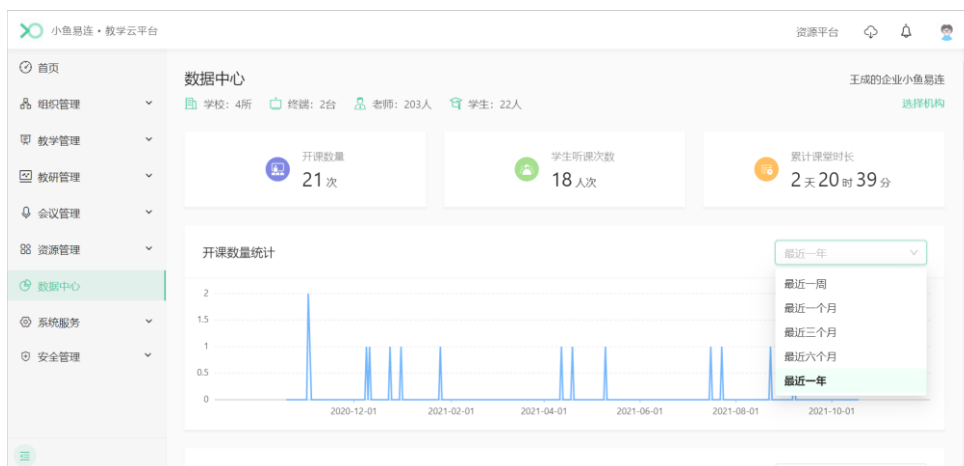 小鱼易连·教学云平台
资源平台
首页
组织管理
教学管理
教研管理
会议管理
资源管理
数据中心
系统服务
安全管理
数据中心
王成的企业小鱼易连
学校：4所 终端：2台 老师：203人 学生：22人
选择机构
开课数量
21 次
学生听课次数
18 人次
累计课堂时长
2 天 20 时 39 分
开课数量统计
最近一年
最近一周
最近一个月
最近三个月
最近六个月
最近一年
2
1.5
1
0.5
0
2020-12-01 2021-02-01 2021-04-01 2021-06-01 2021-08-01 2021-10-01